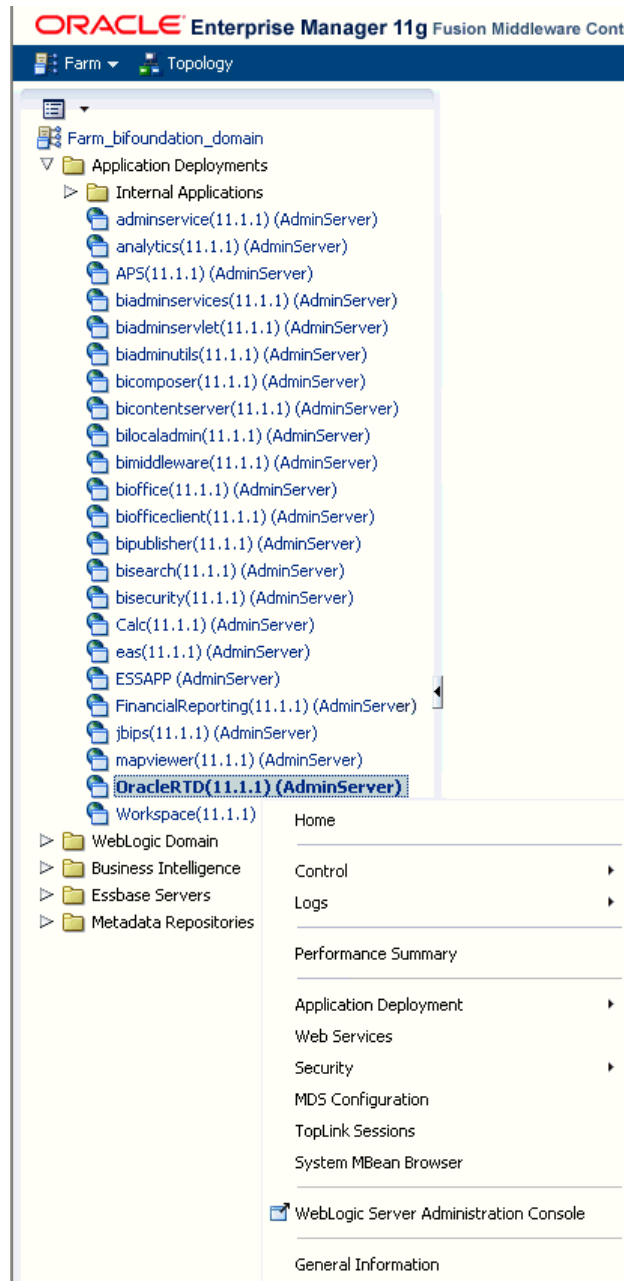 ORACLE Enterprise Manager 11g Fusion Middleware Cont
Farm Topology
Farm_bifoundation_domain
Application Deployments
Internal Applications
adminservice(11.1.1) (AdminServer)
analytics(11.1.1) (AdminServer)
APS(11.1.1) (AdminServer)
biadminservices(11.1.1) (AdminServer)
biadminservlet(11.1.1) (AdminServer)
biadminutils(11.1.1) (AdminServer)
bicomposer(11.1.1) (AdminServer)
bicontentserver(11.1.1) (AdminServer)
bilocaladmin(11.1.1) (AdminServer)
bimiddleware(11.1.1) (AdminServer)
bioffice(11.1.1) (AdminServer)
biofficeclient(11.1.1) (AdminServer)
bipublisher(11.1.1) (AdminServer)
bisearch(11.1.1) (AdminServer)
bisecurity(11.1.1) (AdminServer)
Calc(11.1.1) (AdminServer)
eas(11.1.1) (AdminServer)
ESSAPP (AdminServer)
FinancialReporting(11.1.1) (AdminServer)
jbips(11.1.1) (AdminServer)
mapviewer(11.1.1) (AdminServer)
OracleRTD(11.1.1) (AdminServer)
Workspace(11.1.1)
WebLogic Domain
Business Intelligence
Essbase Servers
Metadata Repositories
Home
Control
Logs
Performance Summary
Application Deployment
Web Services
Security
MDS Configuration
TopLink Sessions
System MBean Browser
WebLogic Server Administration Console
General Information